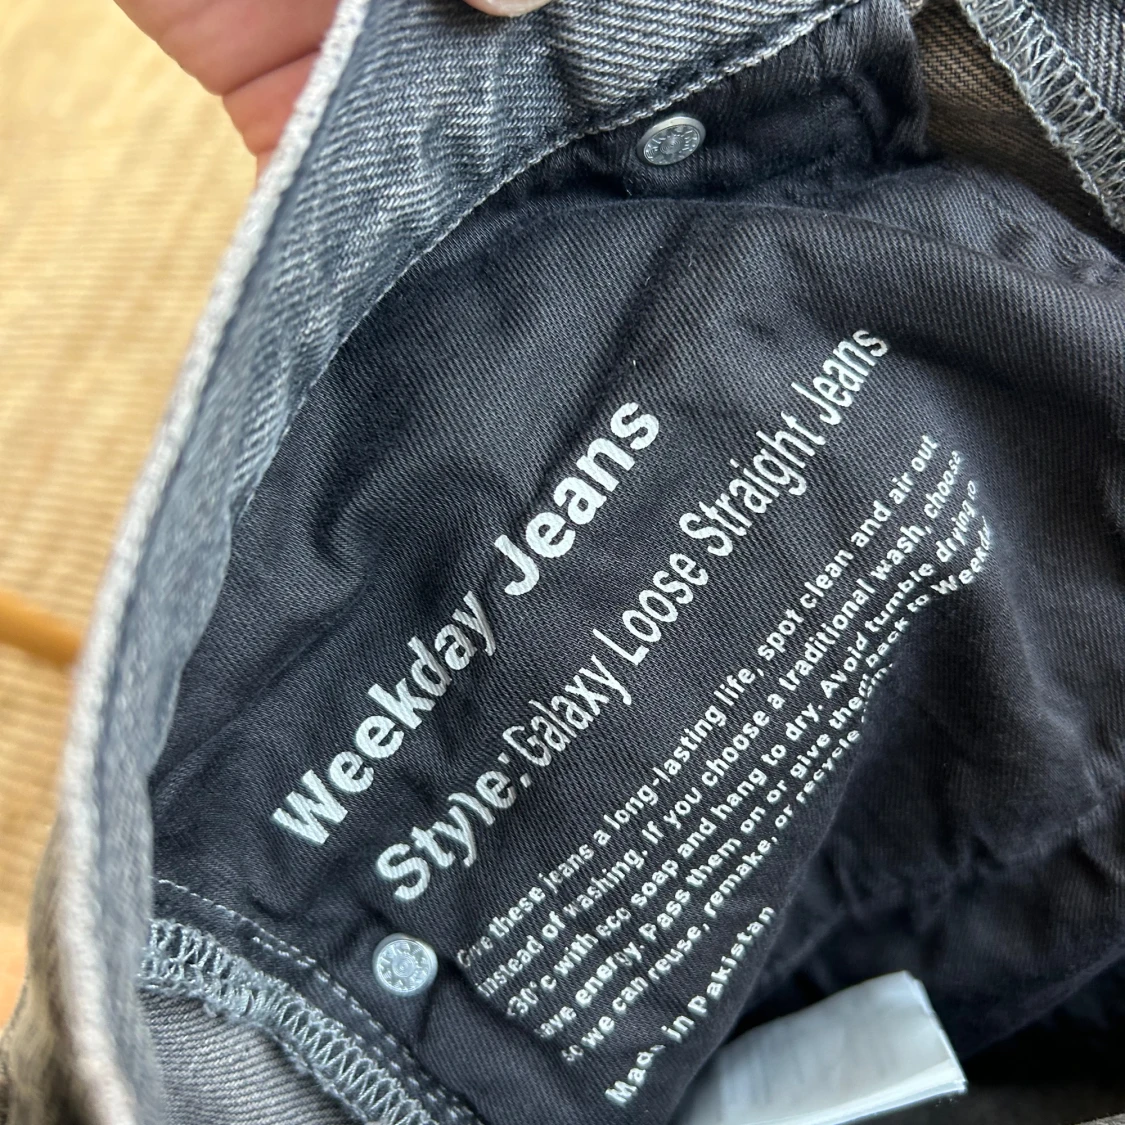 Weekday Jeans
Style: Galaxy Loose Straight Jeans
Give these jeans a long-lasting life, spot clean and air out
instead of washing. If you choose a traditional wash, choose
<30°c with eco soap and hang to dry. Avoid tumble drying to
save energy. Pass them on or give them back to Weekday
so we can reuse, remake, or recycle
Made in Pakistan